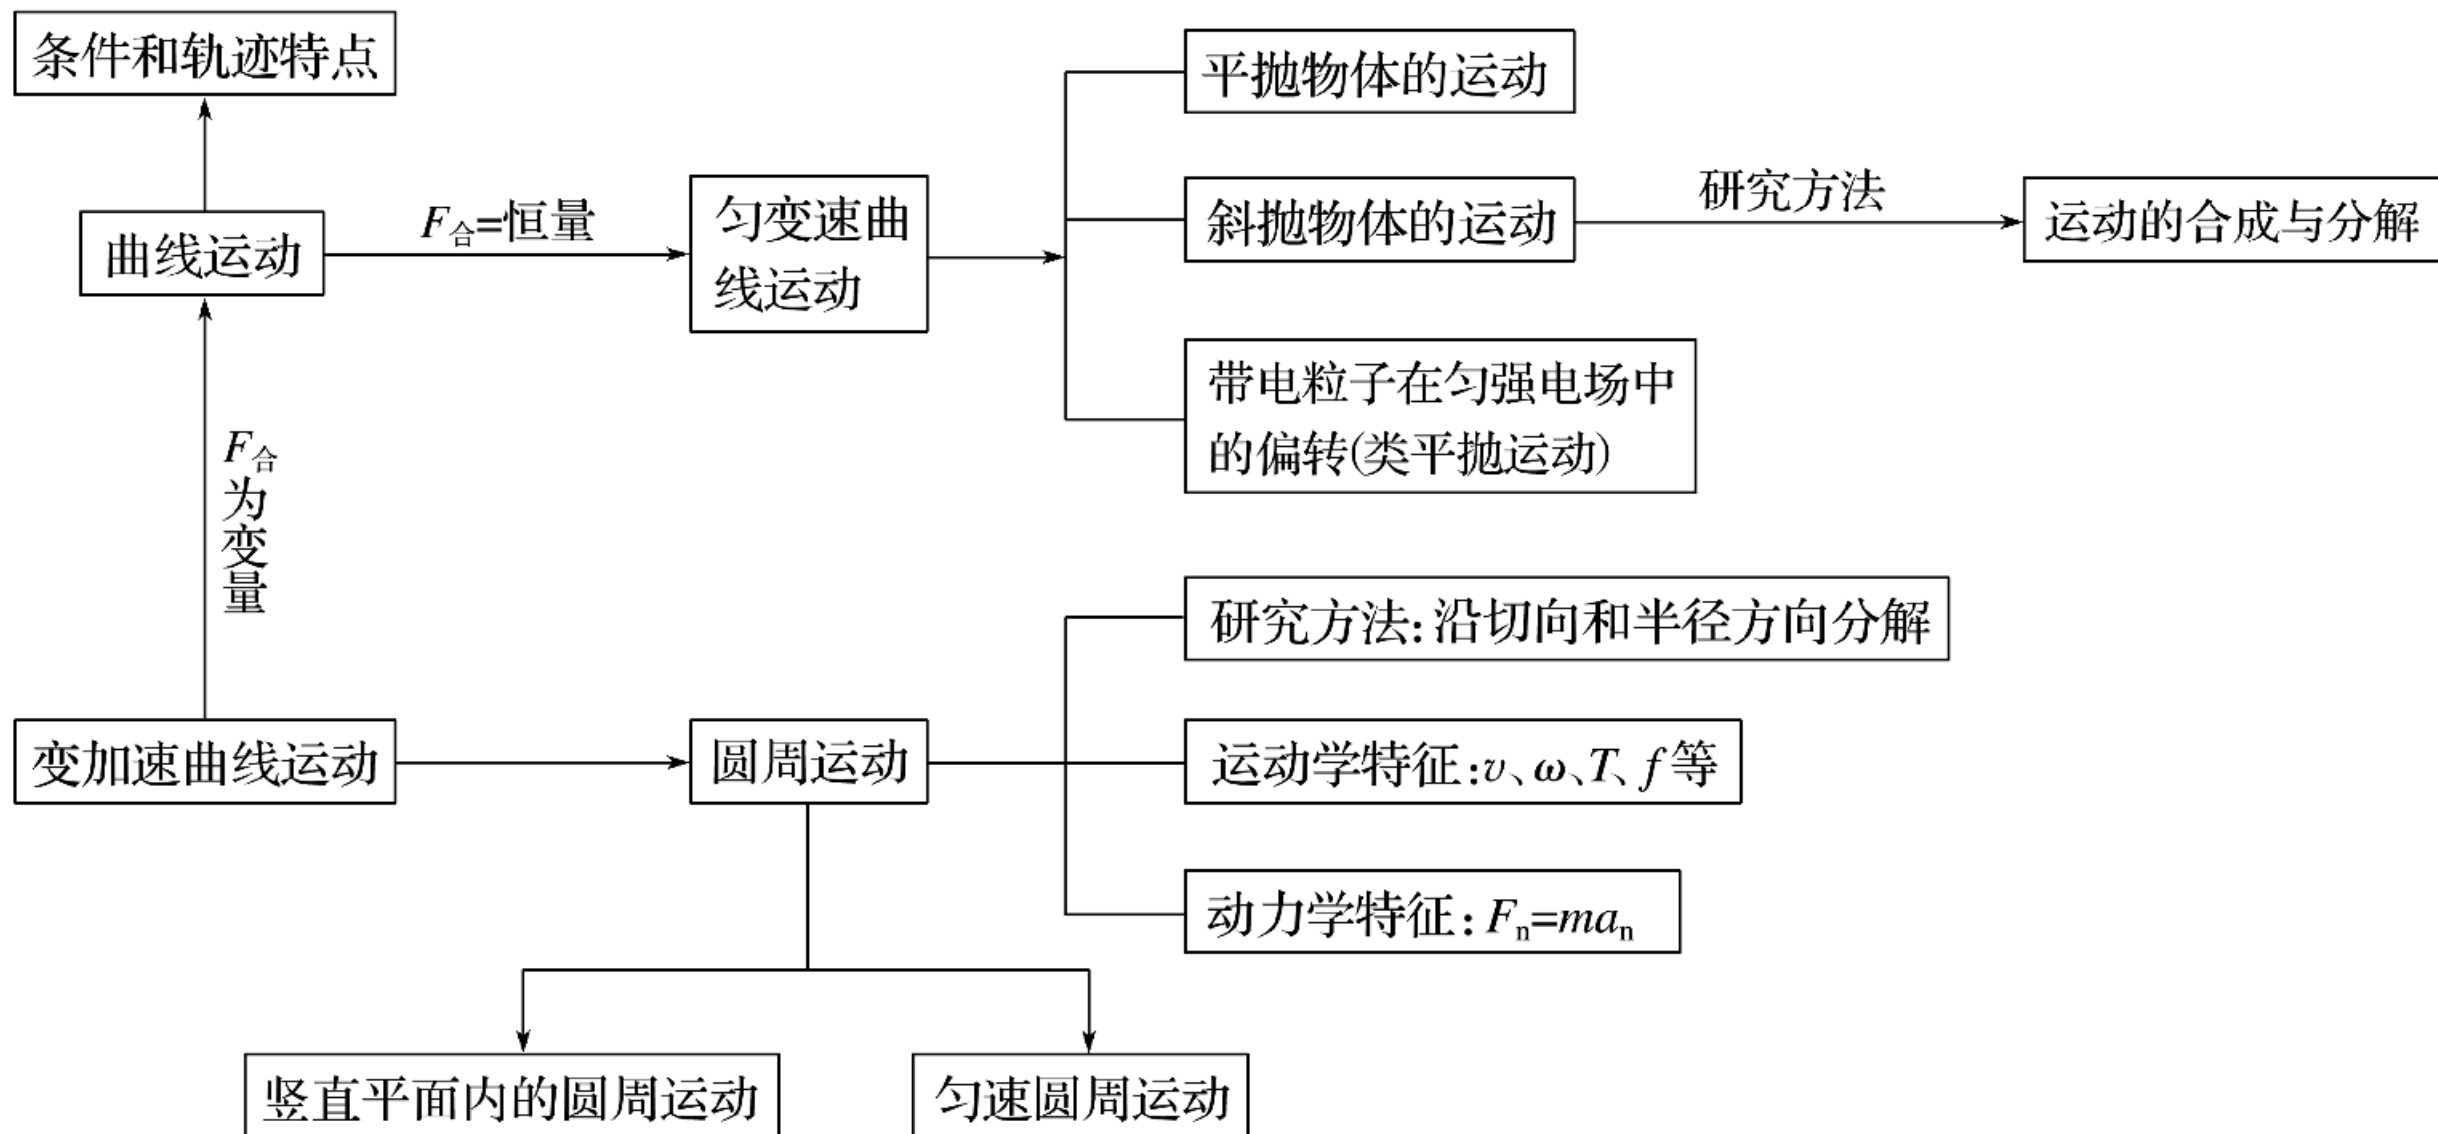 条件和轨迹特点
平抛物体的运动
曲线运动
F合=恒量
匀变速曲
线运动
斜抛物体的运动
研究方法
运动的合成与分解
带电粒子在匀强电场中
的偏转(类平抛运动)
F合
为
变
量
研究方法:沿切向和半径方向分解
变加速曲线运动
圆周运动
运动学特征:v、ω、T、f等
动力学特征:Fn=man
竖直平面内的圆周运动
匀速圆周运动